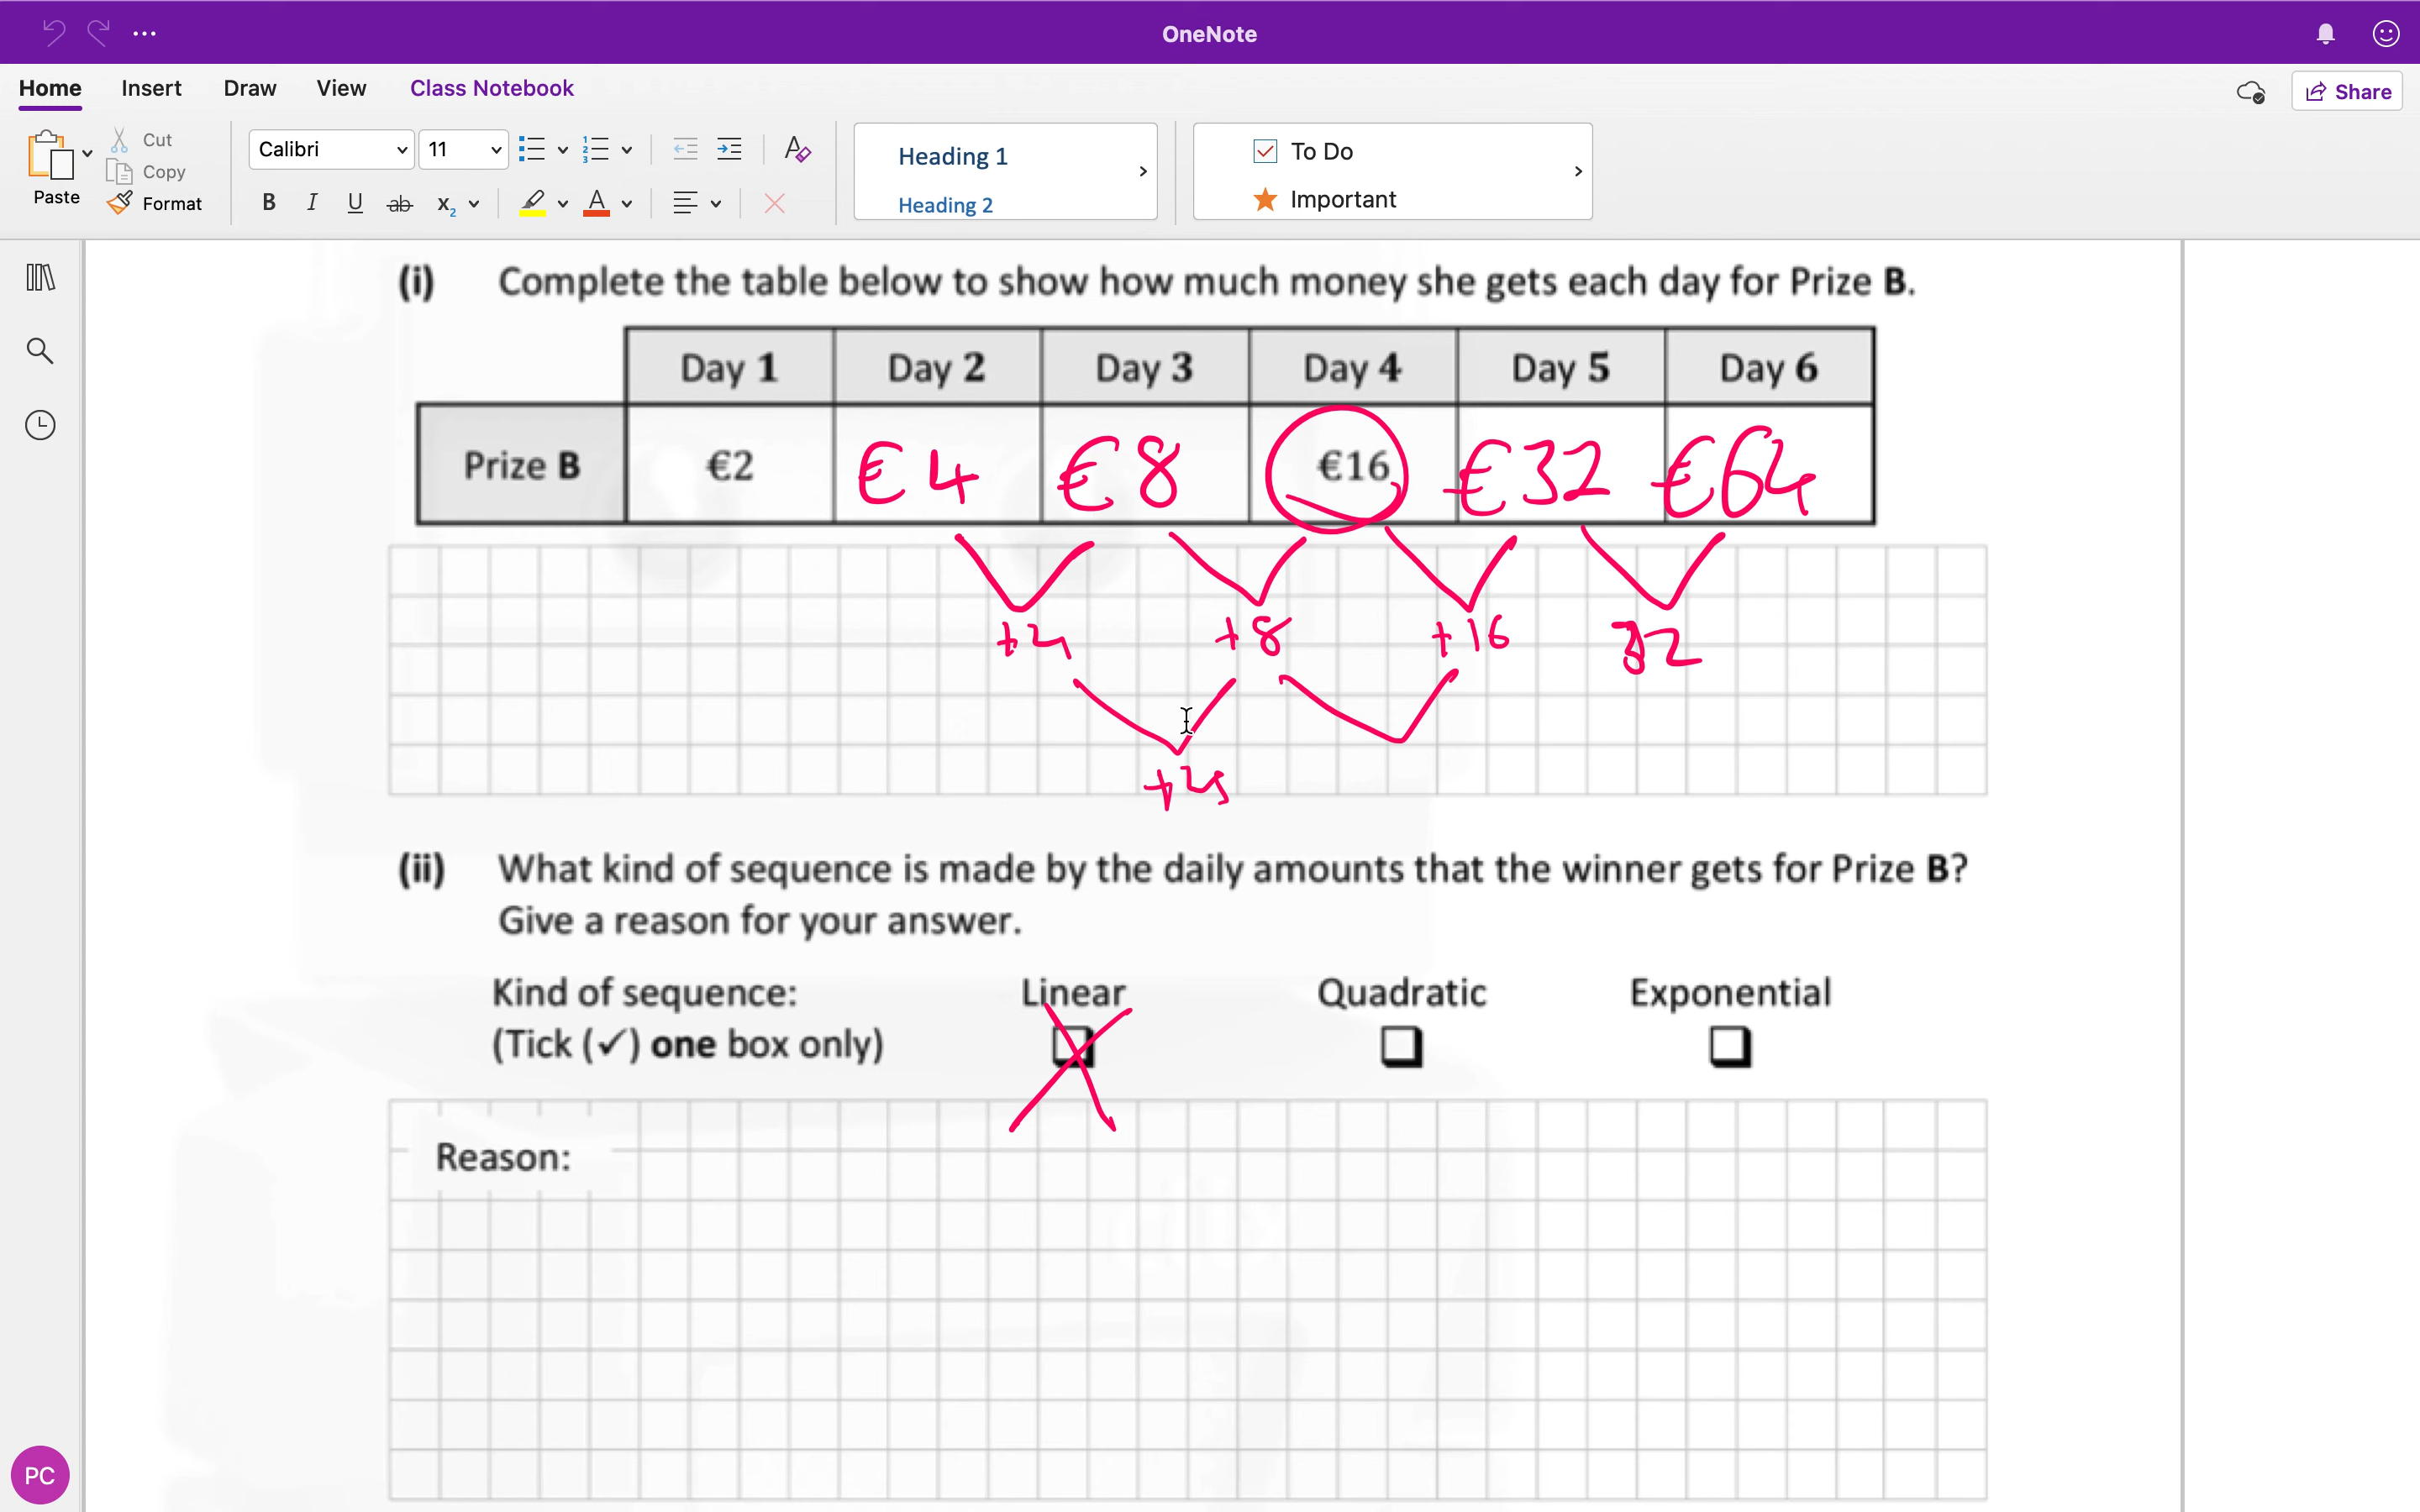 OneNote
Home Insert Draw View Class Notebook Share
Paste Cut Copy Format
Calibri 11
B I U ab x2 A
Heading 1
Heading 2
To Do
Important
(i) Complete the table below to show how much money she gets each day for Prize B.
Day 1 Day 2 Day 3 Day 4 Day 5 Day 6
Prize B €2 €4 €8 €16 €32 €64
+4 +8 +16 32
+4
(ii) What kind of sequence is made by the daily amounts that the winner gets for Prize B?
Give a reason for your answer.
Kind of sequence: Linear Quadratic Exponential
(Tick (✓) one box only)
Reason:
PC